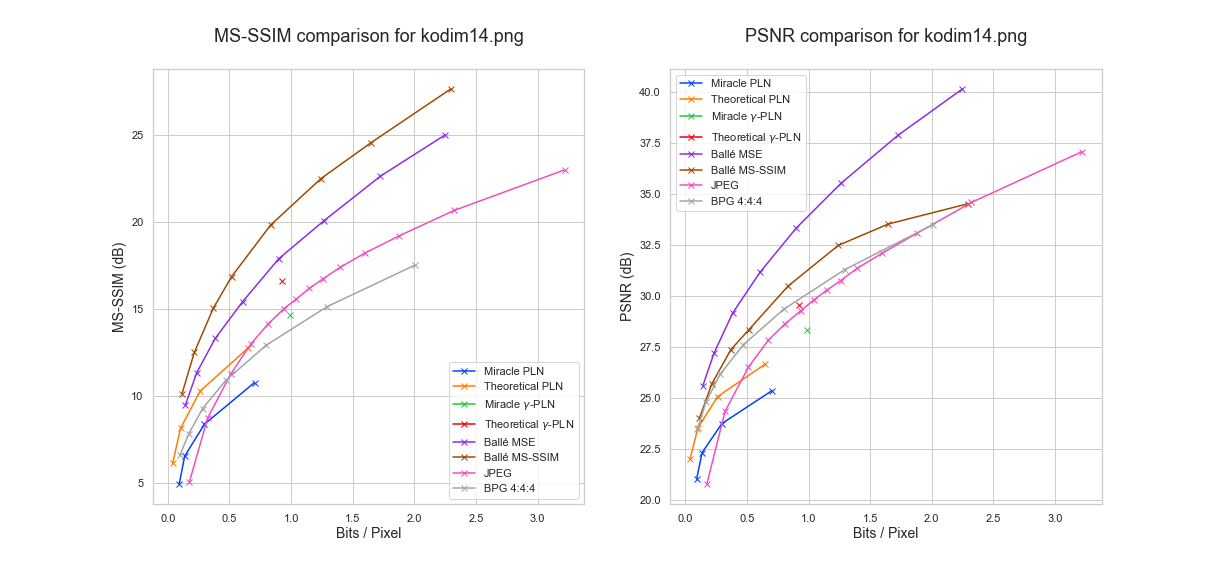 MS-SSIM comparison for kodim14.png
MS-SSIM (dB)
25
20
15
10
5
0.0 0.5 1.0 1.5 2.0 2.5 3.0
Bits / Pixel
Miracle PLN
Theoretical PLN
Miracle γ-PLN
Theoretical γ-PLN
Ballé MSE
Ballé MS-SSIM
JPEG
BPG 4:4:4
PSNR comparison for kodim14.png
PSNR (dB)
40.0
37.5
35.0
32.5
30.0
27.5
25.0
22.5
20.0
0.0 0.5 1.0 1.5 2.0 2.5 3.0
Bits / Pixel
Miracle PLN
Theoretical PLN
Miracle γ-PLN
Theoretical γ-PLN
Ballé MSE
Ballé MS-SSIM
JPEG
BPG 4:4:4